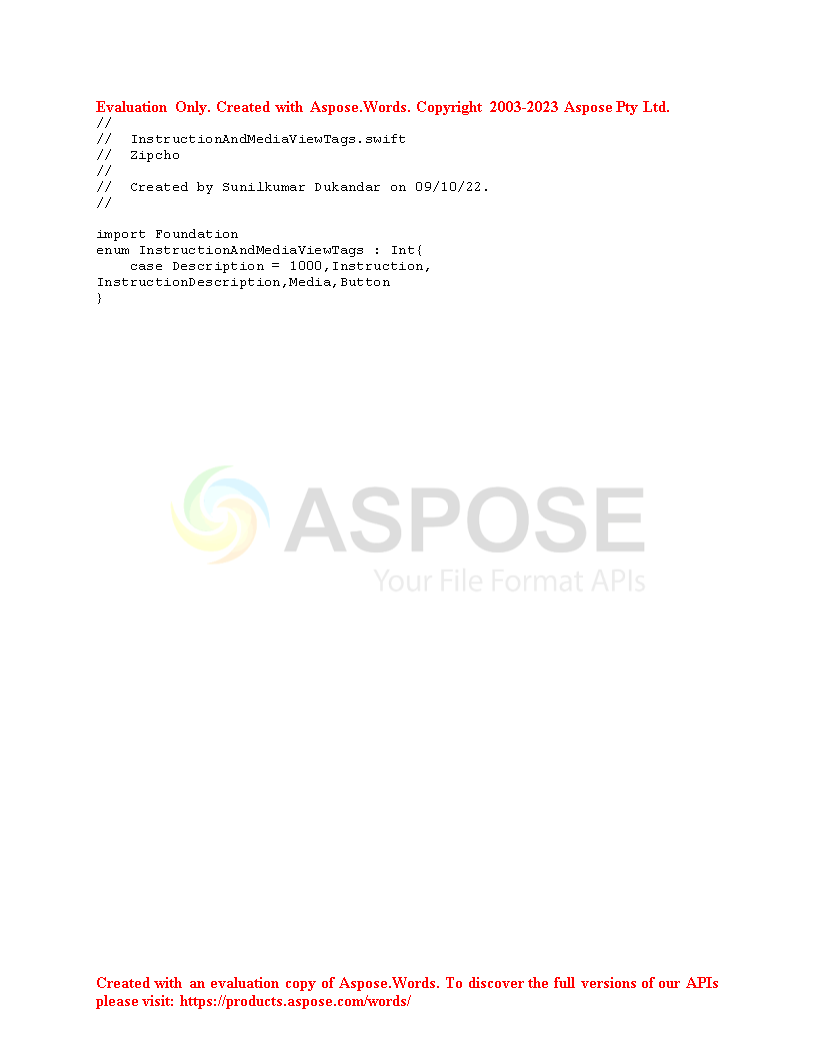 Evaluation Only. Created with Aspose.Words. Copyright 2003-2023 Aspose Pty Ltd.
//
//  InstructionAndMediaViewTags.swift
//  Zipcho
//
//  Created by Sunilkumar Dukandar on 09/10/22.
//
import Foundation
enum InstructionAndMediaViewTags : Int{
    case Description = 1000,Instruction,
InstructionDescription,Media,Button
}
ASPOSE
Your File Format APIs
Created with an evaluation copy of Aspose.Words. To discover the full versions of our APIs
please visit: https://products.aspose.com/words/